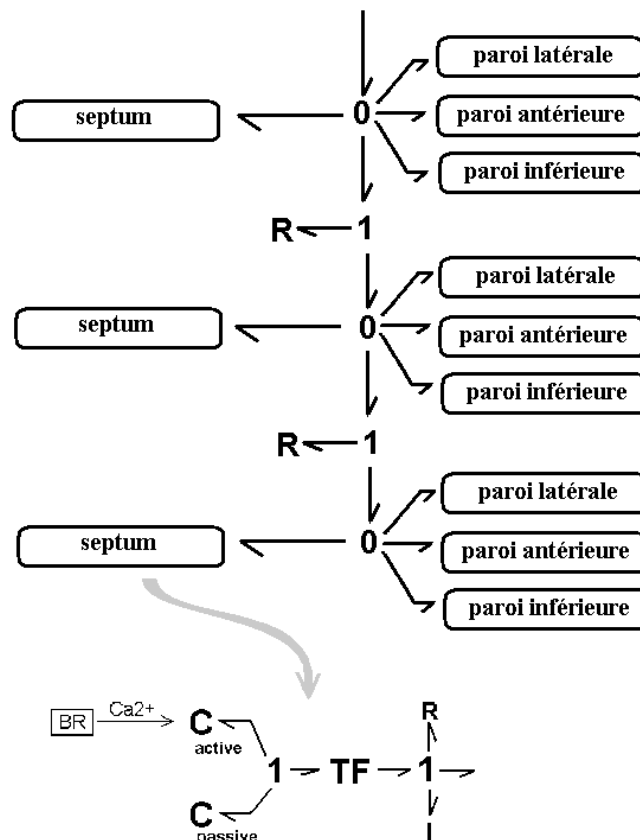 paroi latérale
septum 0 paroi antérieure
paroi inférieure
R 1
paroi latérale
septum 0 paroi antérieure
paroi inférieure
R 1
paroi latérale
septum 0 paroi antérieure
paroi inférieure
R
BR Ca2+ C
active
1 TF 1
C
passive